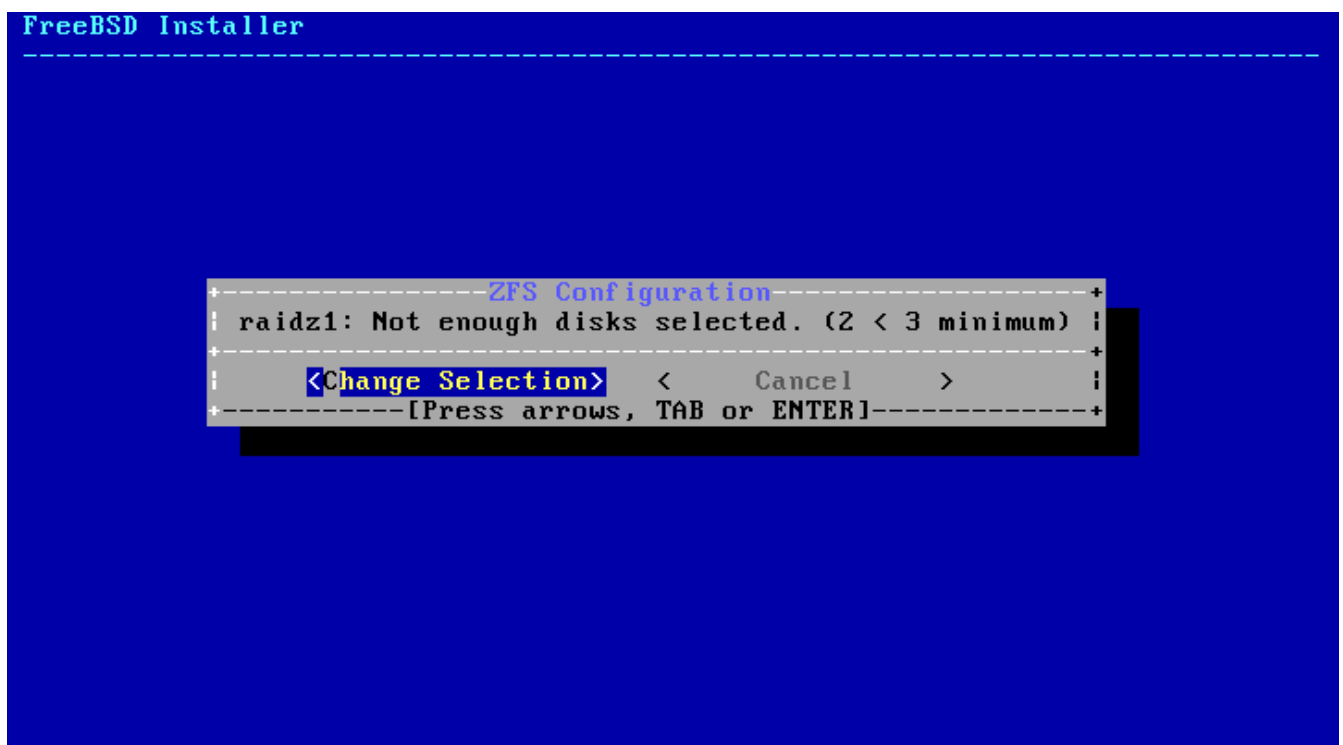 FreeBSD Installer
ZFS Configuration
raidz1: Not enough disks selected. (2 < 3 minimum)
<Change Selection> < Cancel >
[Press arrows, TAB or ENTER]